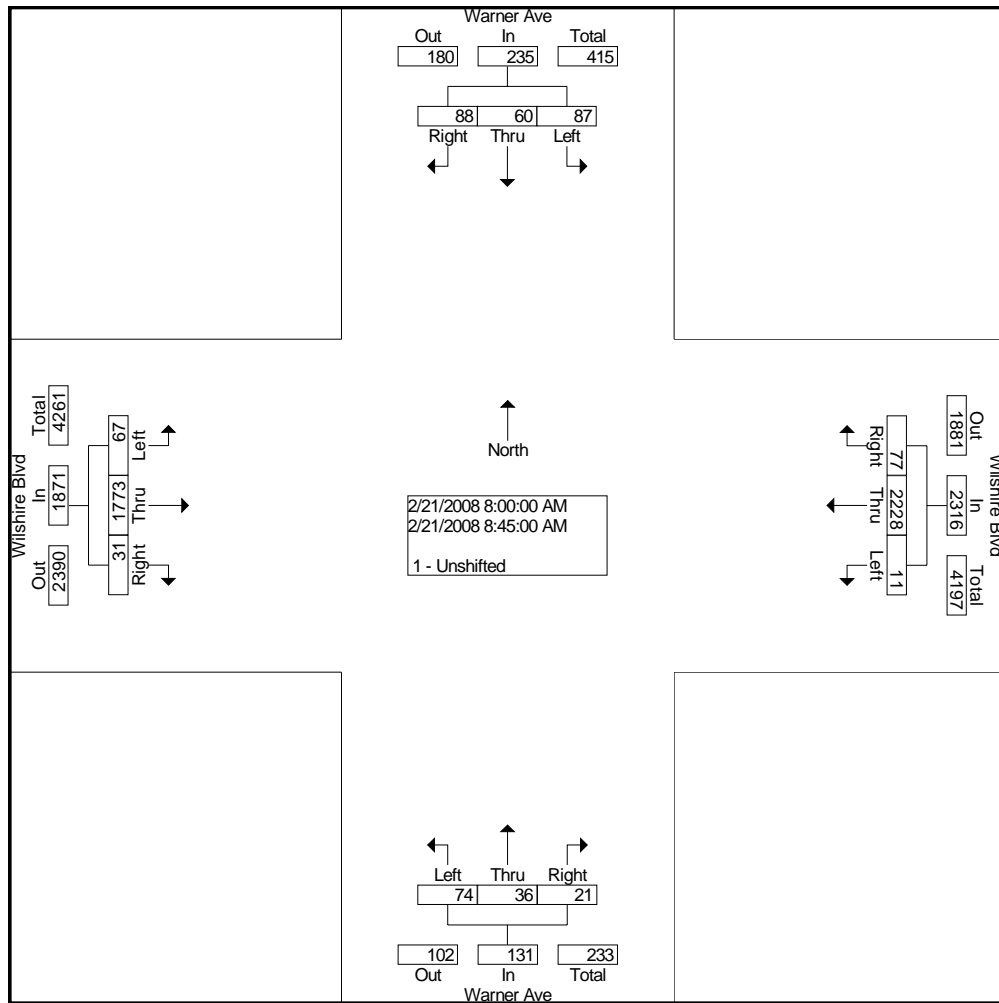 Warner Ave
Out In Total
180 235 415
88 60 87
Right Thru Left
Wilshire Blvd
Total In Out
4261 1871 2390
67 1773 31
Left Thru Right
North
2/21/2008 8:00:00 AM
2/21/2008 8:45:00 AM
1 - Unshifted
Right Thru Left
77 2228 11
1881 2316 4197
Out In Total
Wilshire Blvd
Left Thru Right
74 36 21
102 131 233
Out In Total
Warner Ave